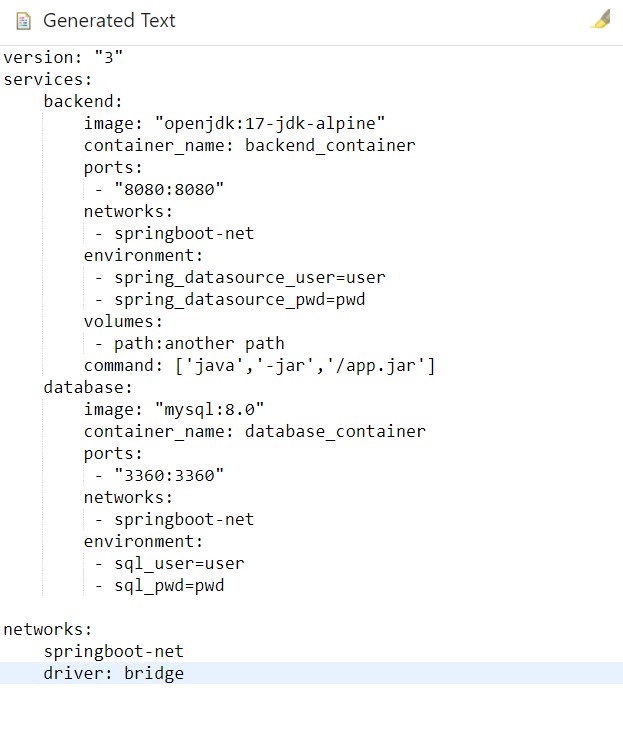 Generated Text
version: "3"
services:
    backend:
        image: "openjdk:17-jdk-alpine"
        container_name: backend_container
        ports:
         - "8080:8080"
        networks:
         - springboot-net
        environment:
         - spring_datasource_user=user
         - spring_datasource_pwd=pwd
        volumes:
         - path:another path
        command: ['java','-jar','/app.jar']
    database:
        image: "mysql:8.0"
        container_name: database_container
        ports:
         - "3360:3360"
        networks:
         - springboot-net
        environment:
         - sql_user=user
         - sql_pwd=pwd

networks:
    springboot-net
    driver: bridge